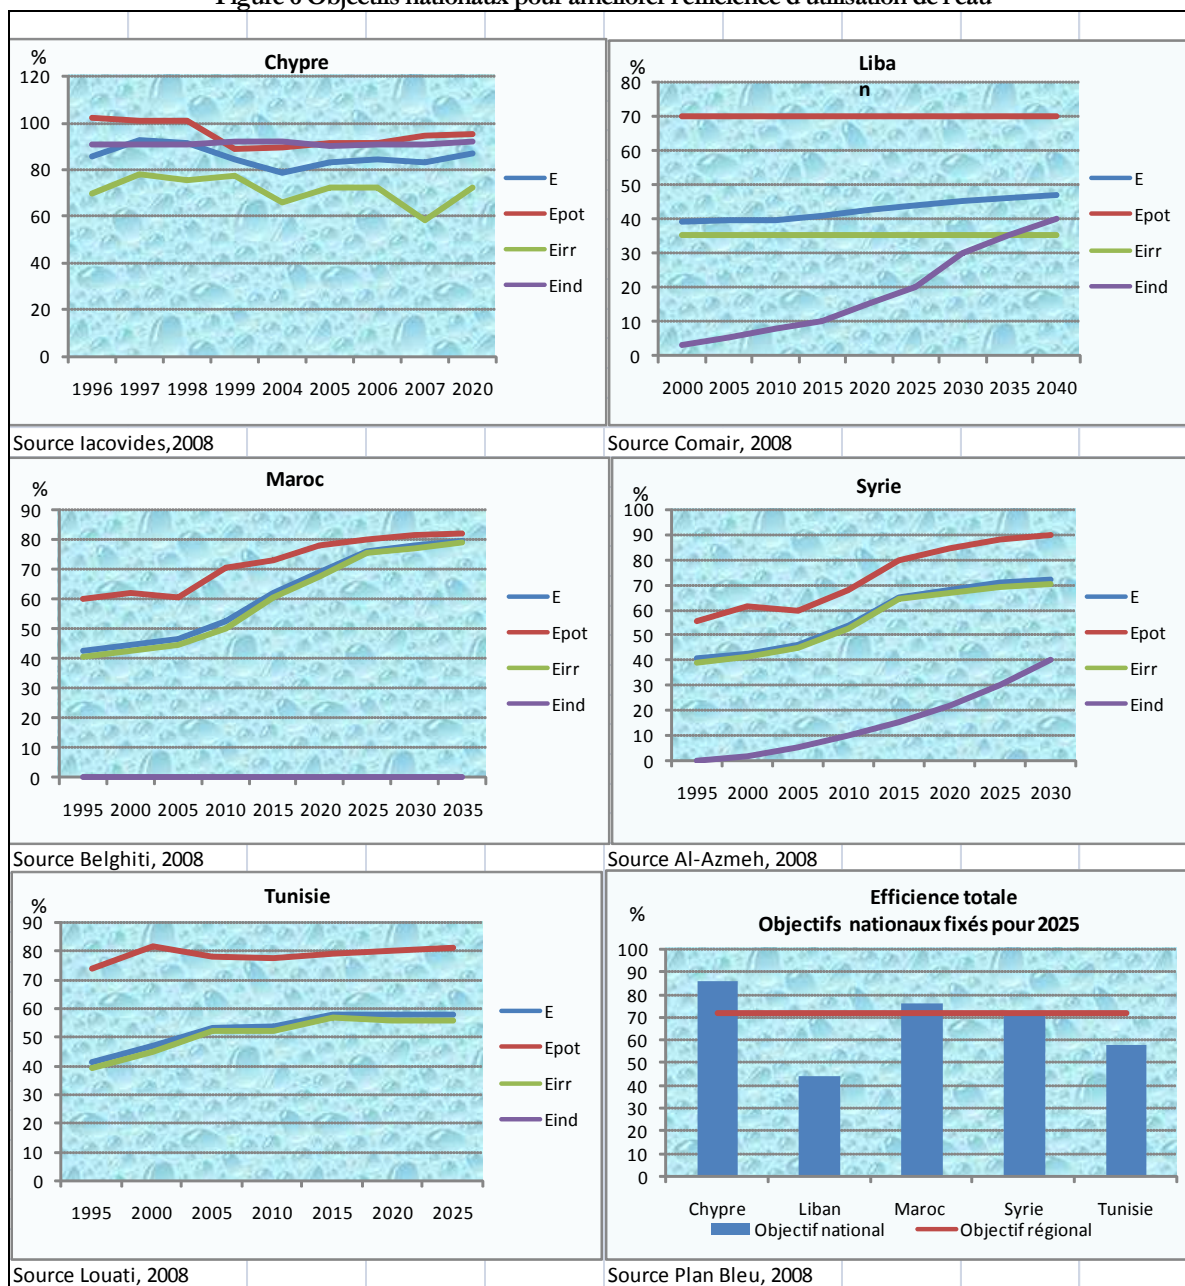 Figure 6 Objectifs nationaux pour améliorer l'efficience d'utilisation de l'eau
%
Chypre
120
100
80
60
40
20
0
1996 1997 1998 1999 2004 2005 2006 2007 2020
E
Epot
Eirr
Eind
Source Iacovides,2008
%
Liba
n
80
70
60
50
40
30
20
10
0
2000 2005 2010 2015 2020 2025 2030 2035 2040
E
Epot
Eirr
Eind
Source Comair, 2008
%
Maroc
90
80
70
60
50
40
30
20
10
0
1995 2000 2005 2010 2015 2020 2025 2030 2035
E
Epot
Eirr
Eind
Source Belghiti, 2008
%
Syrie
100
90
80
70
60
50
40
30
20
10
0
1995 2000 2005 2010 2015 2020 2025 2030
E
Epot
Eirr
Eind
Source Al-Azmeh, 2008
%
Tunisie
90
80
70
60
50
40
30
20
10
0
1995 2000 2005 2010 2015 2020 2025
E
Epot
Eirr
Eind
Source Louati, 2008
Efficience totale
%
Objectifs nationaux fixés pour 2025
100
90
80
70
60
50
40
30
20
10
0
Chypre Liban Maroc Syrie Tunisie
Objectif national Objectif régional
Source Plan Bleu, 2008